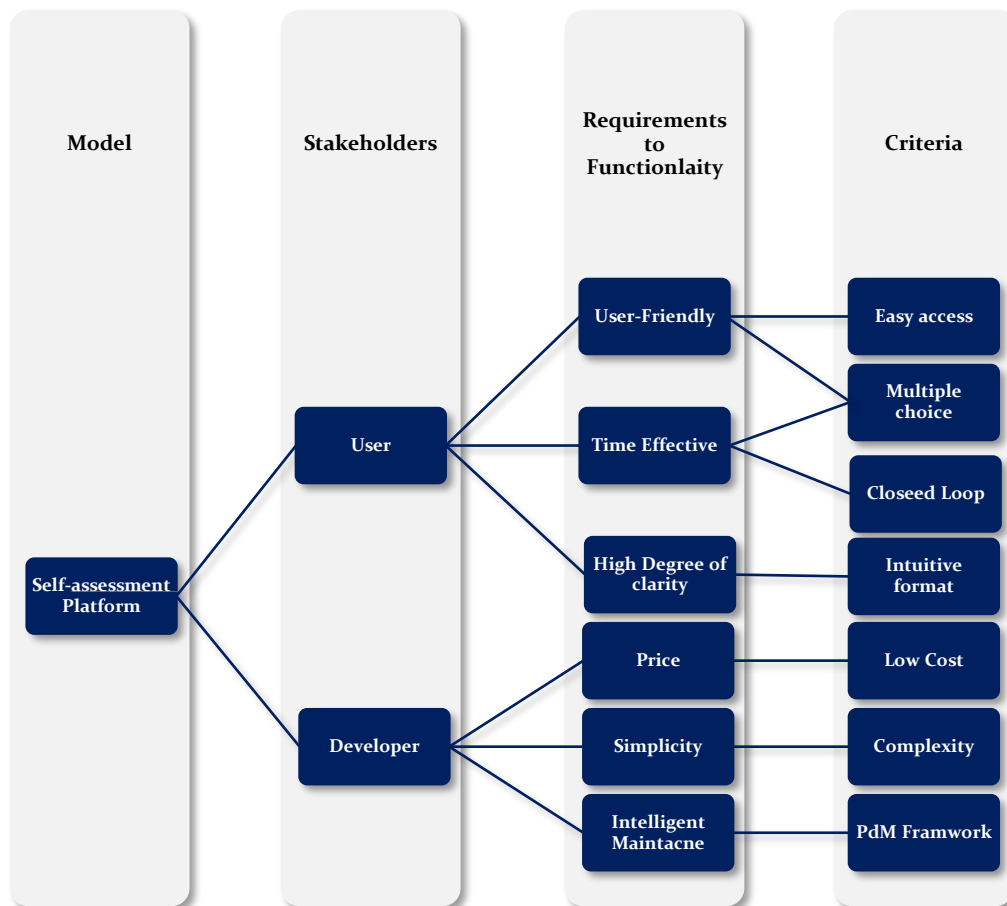 Model
Stakeholders
Requirements
to
Functionlaity
Criteria
Self-assessment
Platform
User
Developer
User-Friendly
Time Effective
High Degree of
clarity
Price
Simplicity
Intelligent
Maintacne
Easy access
Multiple
choice
Closeed Loop
Intuitive
format
Low Cost
Complexity
PdM Framwork